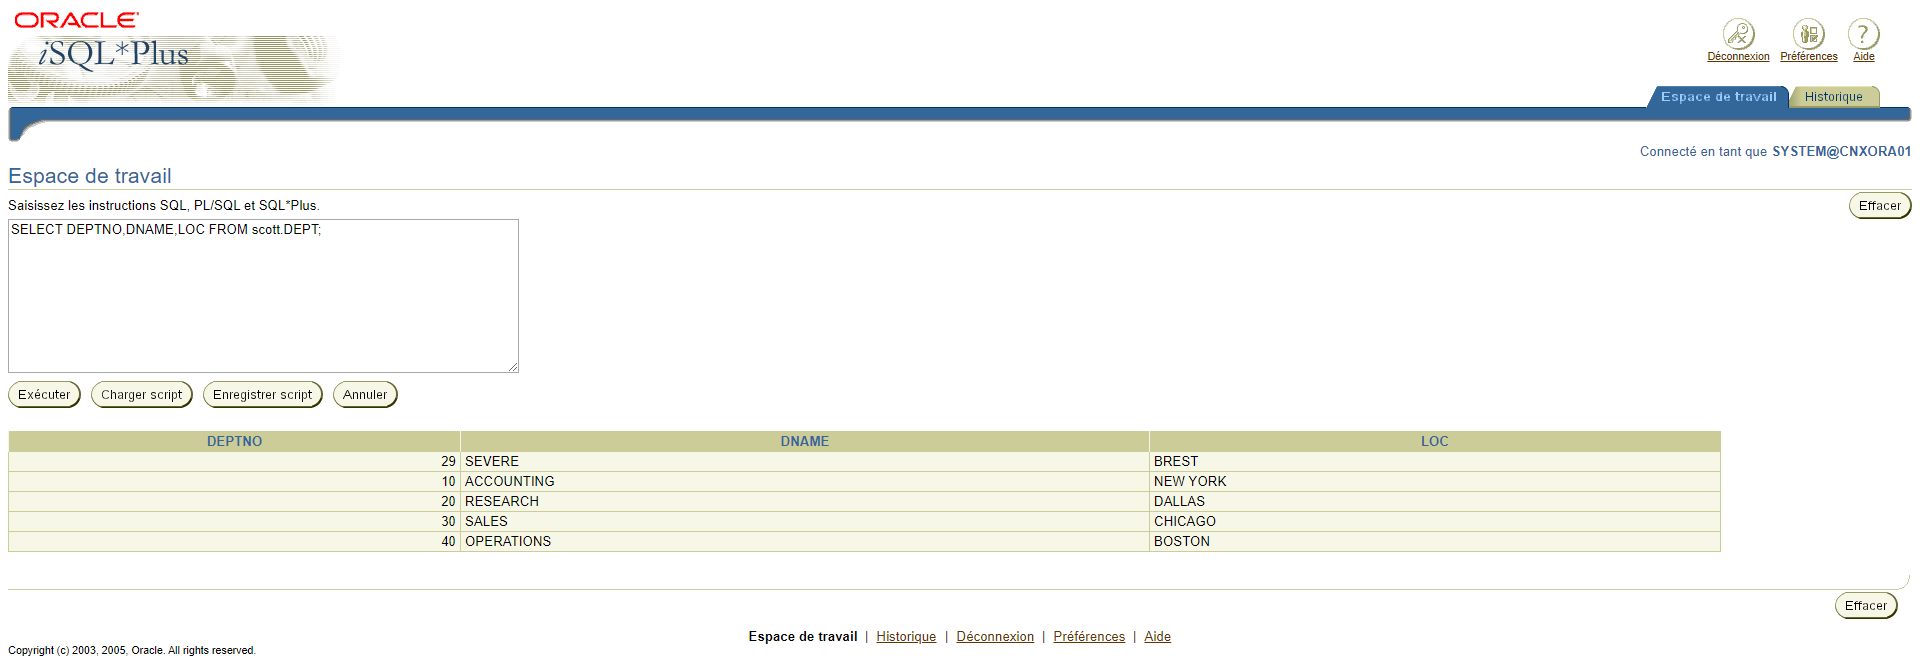 ORACLE
iSQL*Plus
?
Déconnexion Préférences Aide
Espace de travail Historique
Connecté en tant que SYSTEM@CNXORA01
Espace de travail
Saisissez les instructions SQL, PL/SQL et SQL*Plus.
Effacer
SELECT DEPTNO,DNAME,LOC FROM scott.DEPT;
Exécuter Charger script Enregistrer script Annuler
DEPTNO DNAME LOC
29 SEVERE BREST
10 ACCOUNTING NEW YORK
20 RESEARCH DALLAS
30 SALES CHICAGO
40 OPERATIONS BOSTON
Effacer
Espace de travail | Historique | Déconnexion | Préférences | Aide
Copyright (c) 2003, 2005, Oracle. All rights reserved.